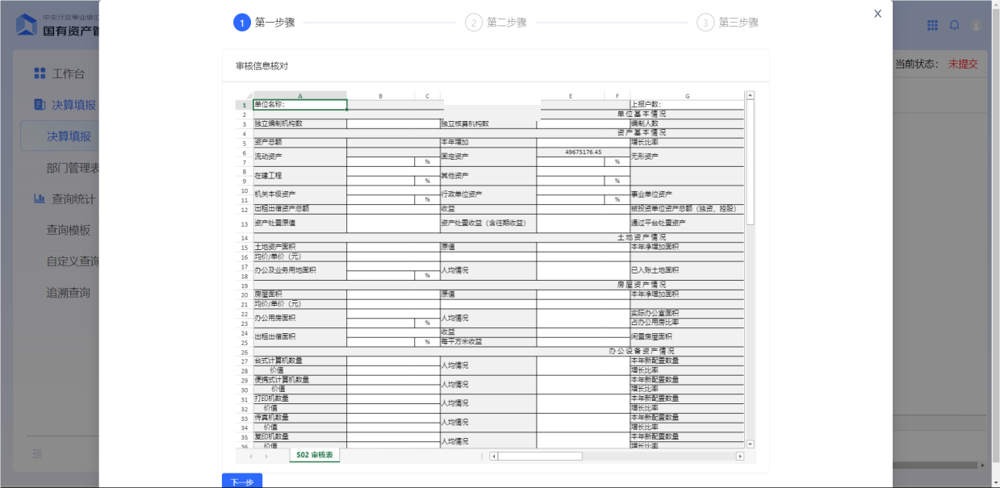 中央行政事业单位
国有资产管
工作台
决算填报
决算填报
部门管理表
查询统计
查询模板
自定义查询
追溯查询
1 第一步骤
2 第二步骤
3 第三步骤
X
当前状态: 未提交
审核信息核对
A B C E F G
1 单位名称: 上报户数:
2 单位基本情况
3 独立编制机构数 独立核算机构数 编制人数
4 资产基本情况
5 资产总额 本年增加 增长比率
6 流动资产 固定资产 49675176.45 无形资产
7 % %
8 在建工程 其他资产
9 % %
10 机关本级资产 行政单位资产 事业单位资产
11 % %
12 出租出借资产总额 收益 被投资单位资产总额（独资、控股）
13 资产处置原值 资产处置收益（含往期收益） 通过平台处置资产
14 土地资产情况
15 土地资产面积 原值 本年净增加面积
16 均价/单价（元）
17 办公及业务用地面积 人均情况 已入账土地面积
18 %
19 房屋资产情况
20 房屋面积 原值 本年净增加面积
21 均价/单价（元）
22 办公用房面积 人均情况 实际办公室面积
23 % 占办公用房比率
24 出租出借面积 收益 闲置房屋面积
25 % 每平方米收益
26 办公设备资产情况
27 台式计算机数量 人均情况 本年新配置数量
28 价值 增长比率
29 便携式计算机数量 人均情况 本年新配置数量
30 价值 增长比率
31 打印机数量 人均情况 本年新配置数量
32 价值 增长比率
33 传真机数量 人均情况 本年新配置数量
34 价值 增长比率
35 复印机数量 人均情况 本年新配置数量
36 价值 增长比率
S02 审核表
下一步